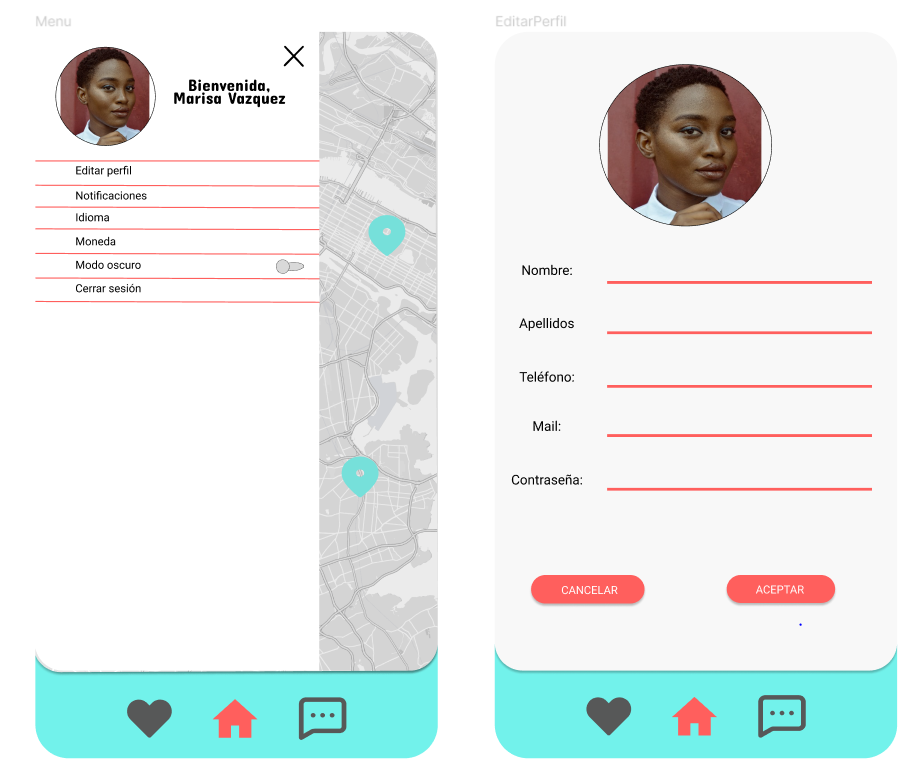 Menu
Bienvenida,
Marisa Vazquez
Editar perfil
Notificaciones
Idioma
Moneda
Modo oscuro
Cerrar sesión
EditarPerfil
Nombre:
Apellidos
Teléfono:
Mail:
Contraseña:
CANCELAR
ACEPTAR